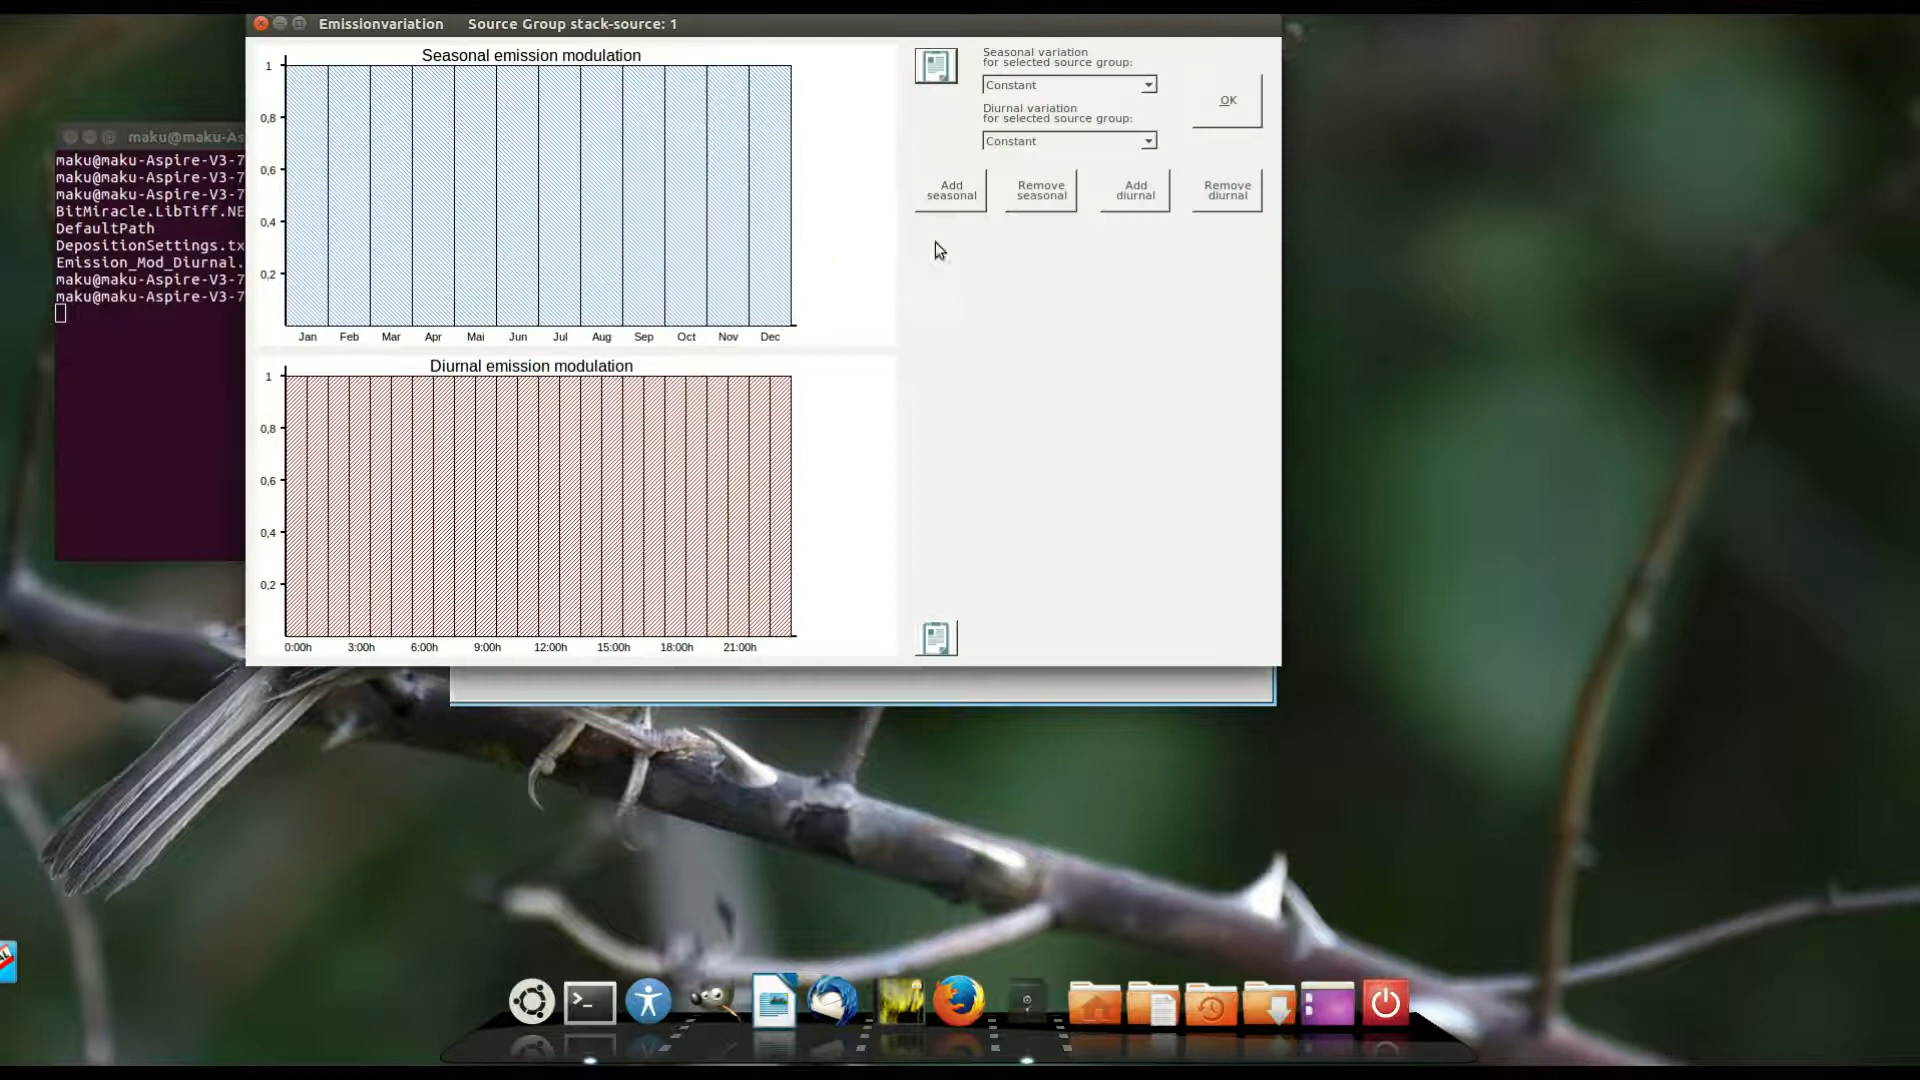 Emissionvariation Source Group stack-source: 1
Seasonal emission modulation
1
0,8
0,6
0,4
0,2
Jan Feb Mar Apr Mai Jun Jul Aug Sep Oct Nov Dec
Diurnal emission modulation
1
0,8
0,6
0,4
0,2
0:00h 3:00h 6:00h 9:00h 12:00h 15:00h 18:00h 21:00h
Seasonal variation
for selected source group:
Constant
Diurnal variation
for selected source group:
Constant
OK
Add
seasonal
Remove
seasonal
Add
diurnal
Remove
diurnal
maku@maku-As
maku@maku-Aspire-V3-7
maku@maku-Aspire-V3-7
maku@maku-Aspire-V3-7
BitMiracle.LibTiff.NE
DefaultPath
DepositionSettings.tx
Emission_Mod_Diurnal.
maku@maku-Aspire-V3-7
maku@maku-Aspire-V3-7